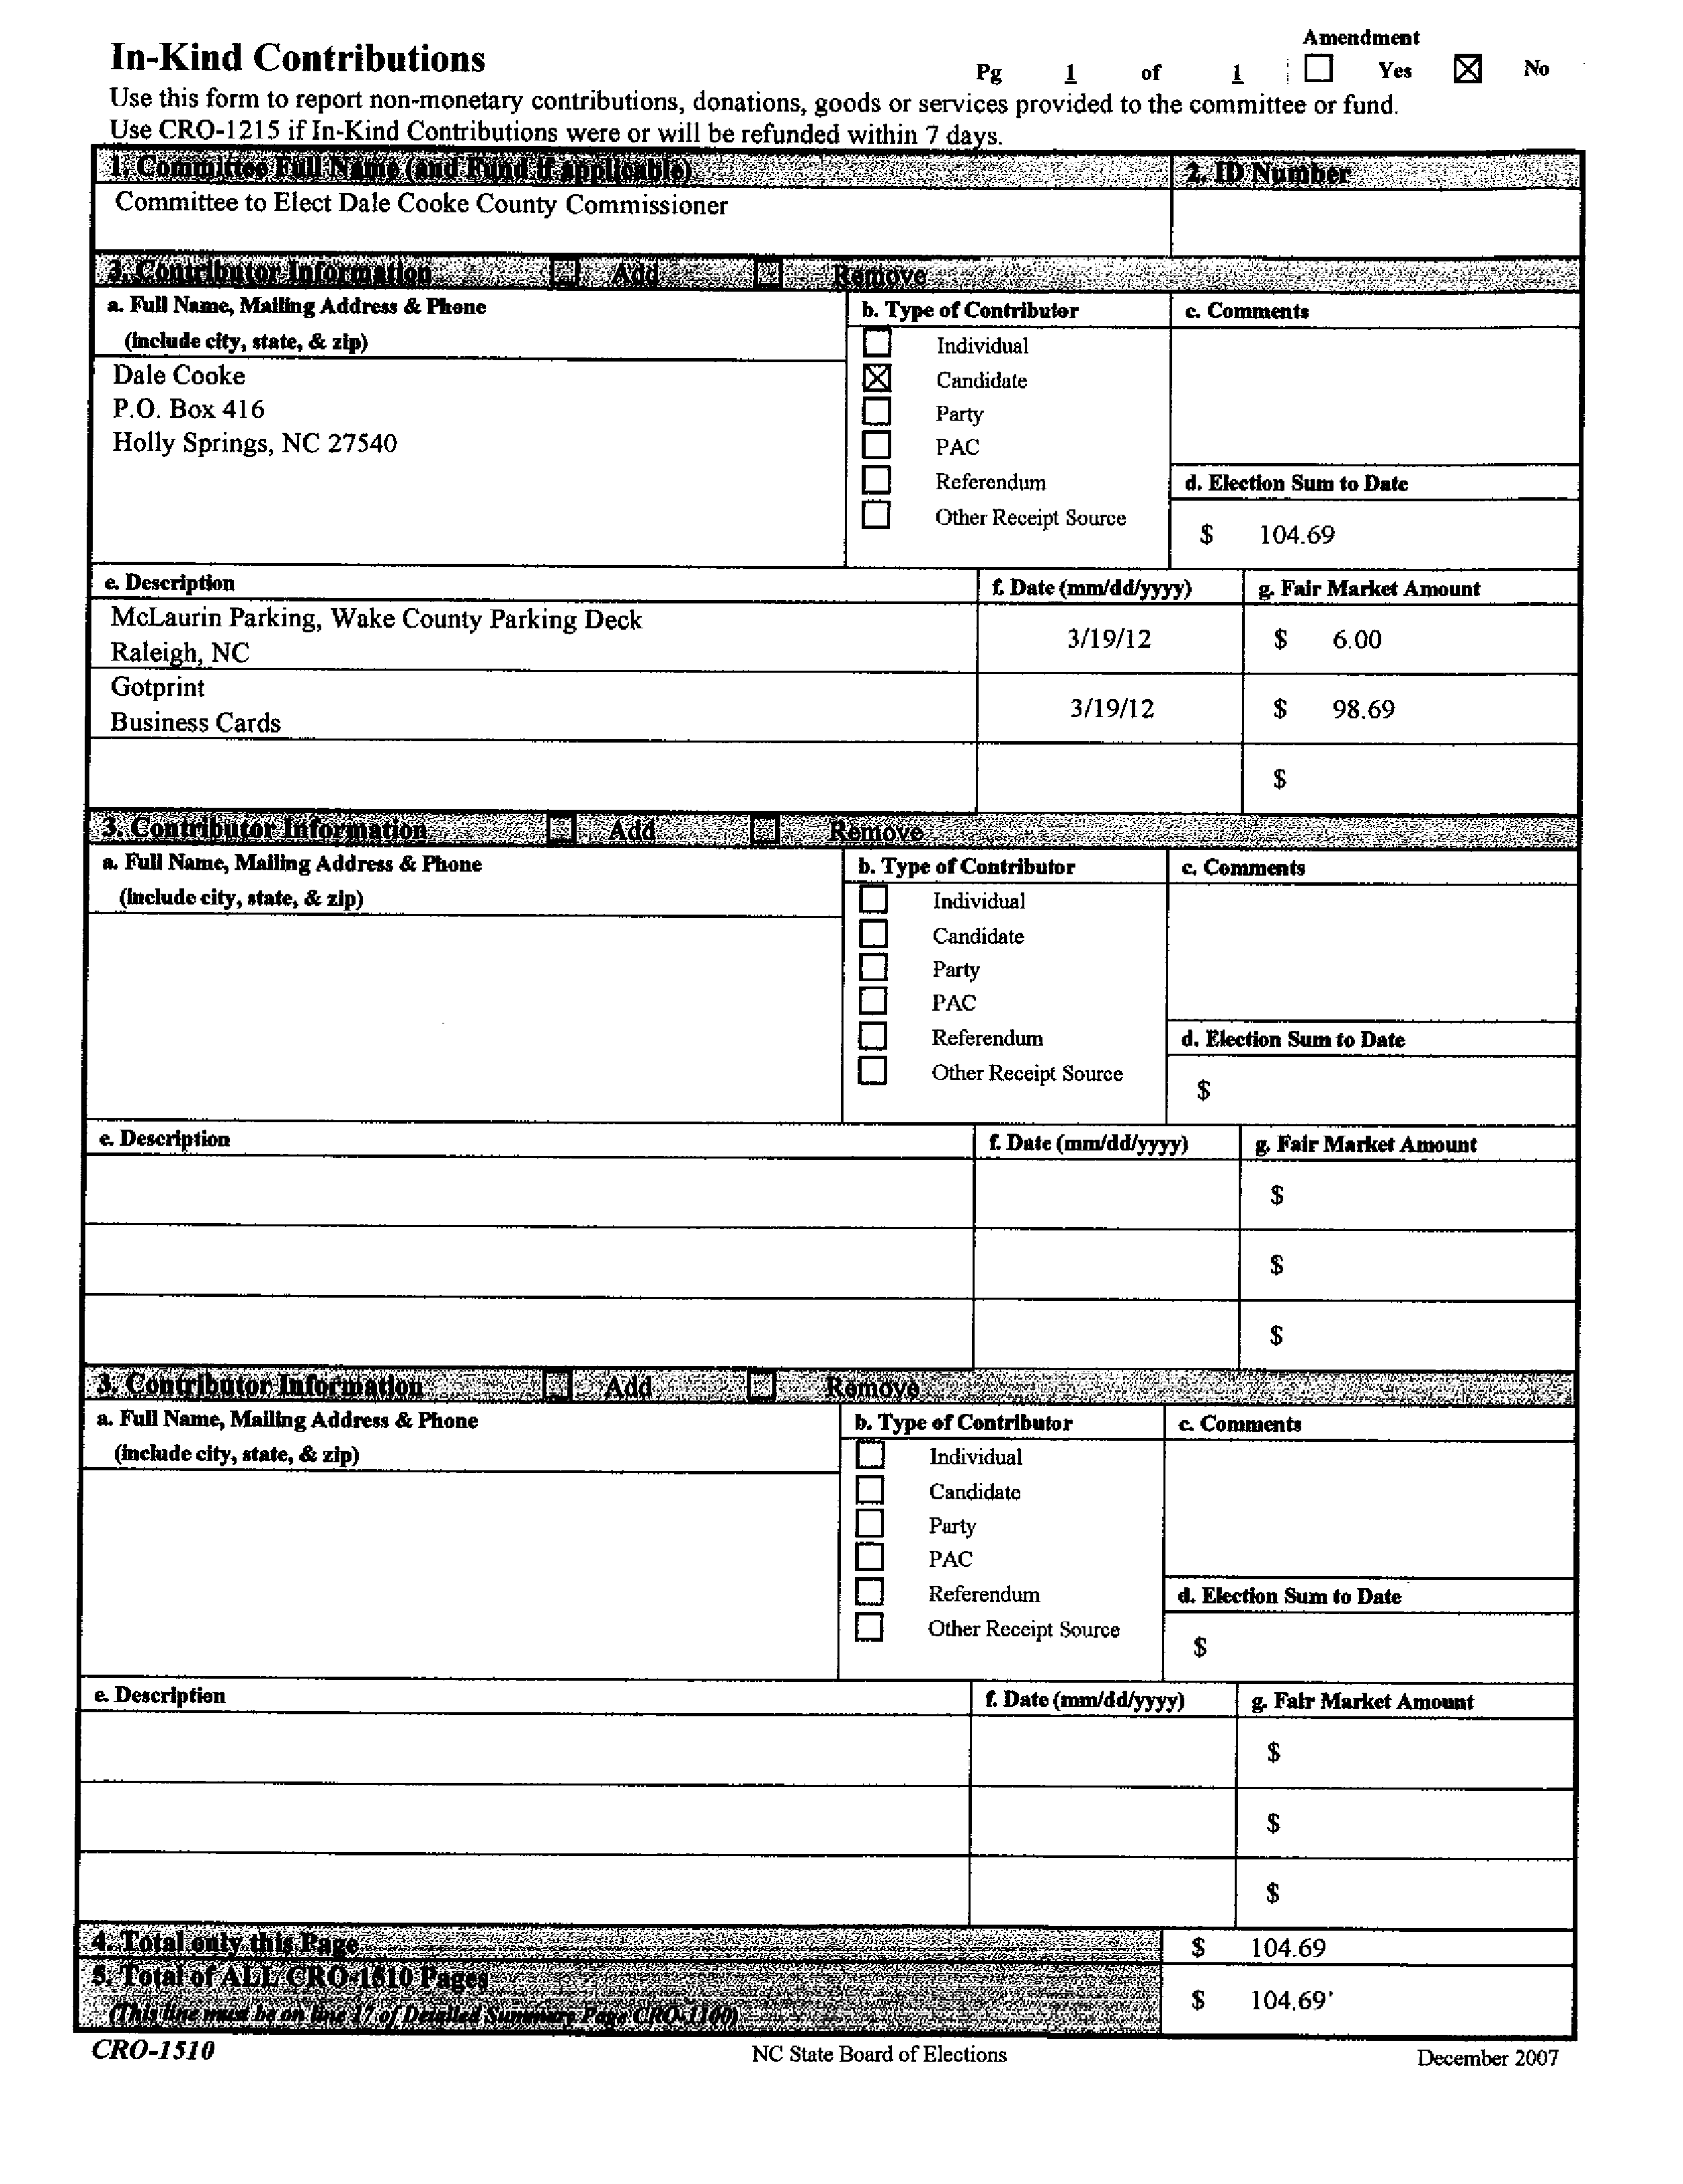 In-Kind Contributions
Amendment
Pg 1 of 1 Yes No
Use this form to report non-monetary contributions, donations, goods or services provided to the committee or fund.
Use CRO-1215 if In-Kind Contributions were or will be refunded within 7 days.
1. Committee Full Name (and Fund if applicable) 2. ID Number
Committee to Elect Dale Cooke County Commissioner
3. Contributor Information Add Remove
a. Full Name, Mailing Address & Phone b. Type of Contributor c. Comments
(include city, state, & zip)
Individual
Dale Cooke Candidate
P.O. Box 416 Party
Holly Springs, NC 27540 PAC
Referendum d. Election Sum to Date
Other Receipt Source
$ 104.69
e. Description f. Date (mm/dd/yyyy) g. Fair Market Amount
McLaurin Parking, Wake County Parking Deck
Raleigh, NC 3/19/12 $ 6.00
Gotprint
Business Cards 3/19/12 $ 98.69
$
3. Contributor Information Add Remove
a. Full Name, Mailing Address & Phone b. Type of Contributor c. Comments
(include city, state, & zip) Individual
Candidate
Party
PAC
Referendum d. Election Sum to Date
Other Receipt Source
$
e. Description f. Date (mm/dd/yyyy) g. Fair Market Amount
$
$
$
3. Contributor Information Add Remove
a. Full Name, Mailing Address & Phone b. Type of Contributor c. Comments
(include city, state, & zip) Individual
Candidate
Party
PAC
Referendum d. Election Sum to Date
Other Receipt Source
$
e. Description f. Date (mm/dd/yyyy) g. Fair Market Amount
$
$
$
4. Total only this Page $ 104.69
5. Total of ALL CRO-1510 Pages
$ 104.69
(This line must be on line 17 of Detailed Summary Page CRO-1100)
CRO-1510 NC State Board of Elections December 2007